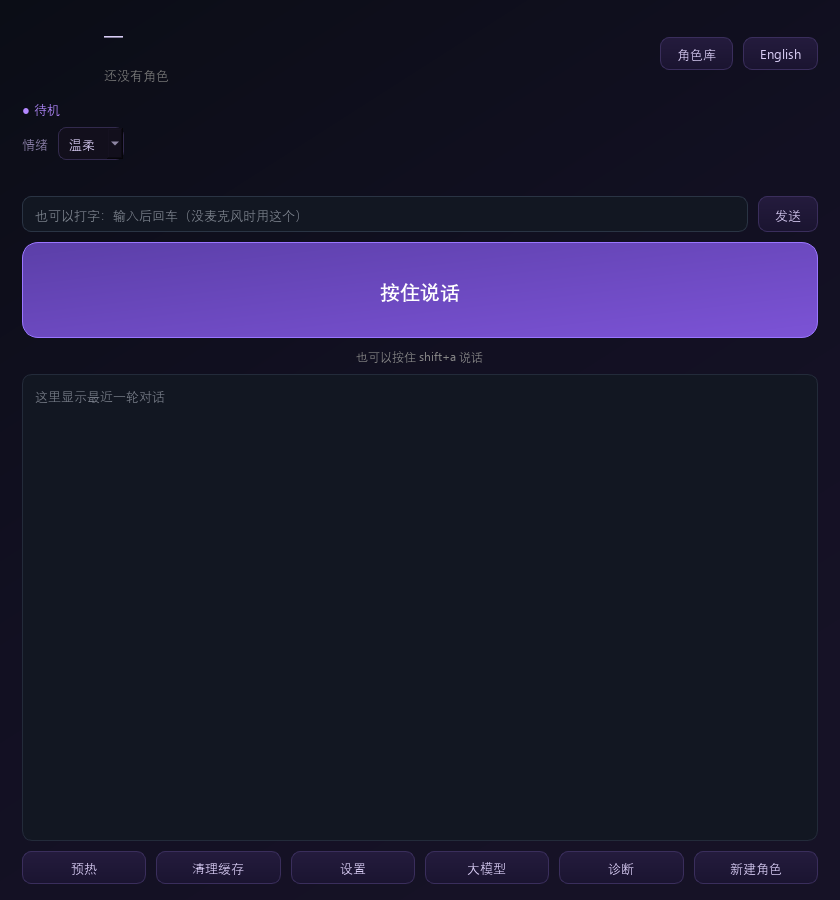 —
还没有角色
角色库
English
● 待机
情绪
温柔
也可以打字：输入后回车（没麦克风时用这个）
发送
按住说话
也可以按住 shift+a 说话
这里显示最近一轮对话
预热
清理缓存
设置
大模型
诊断
新建角色